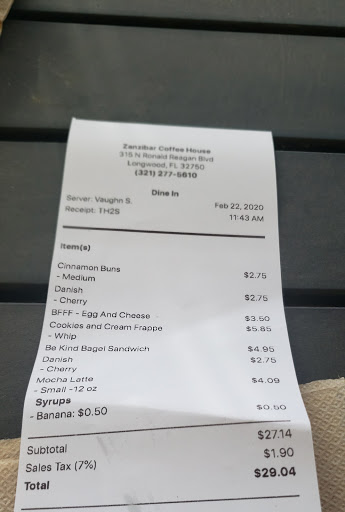 Zanzibar Coffee House
315 N Ronald Reagan Blvd
Longwood, FL 32750
(321) 277-5610
Dine In
Server: Vaughn S. Feb 22, 2020
Receipt: TH2S 11:43 AM
Item(s)
Cinnamon Buns $2.75
- Medium
Danish $2.75
- Cherry
BFFF - Egg And Cheese $3.50
Cookies and Cream Frappe $5.85
- Whip
Be Kind Bagel Sandwich $4.95
Danish $2.75
- Cherry
Mocha Latte $4.09
- Small -12 oz
Syrups
- Banana: $0.50 $0.50
Subtotal $27.14
Sales Tax (7%) $1.90
Total $29.04